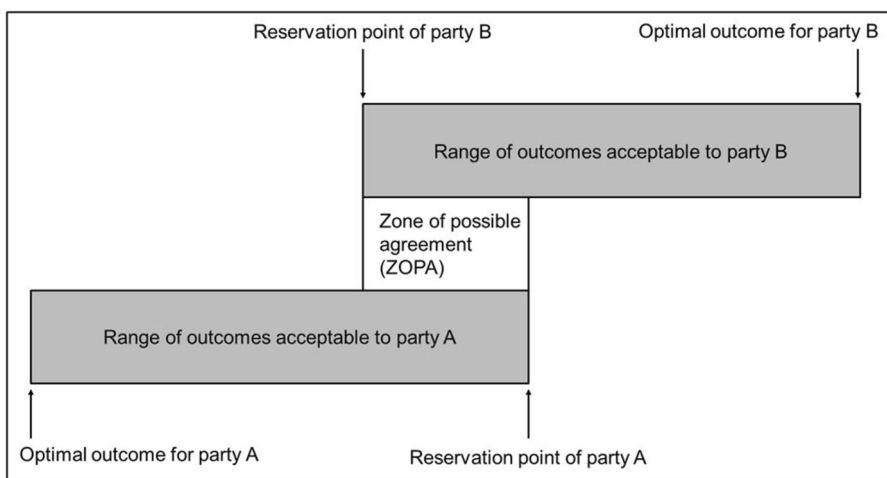 Reservation point of party B
Optimal outcome for party B
Range of outcomes acceptable to party B
Zone of possible
agreement
(ZOPA)
Range of outcomes acceptable to party A
Optimal outcome for party A
Reservation point of party A